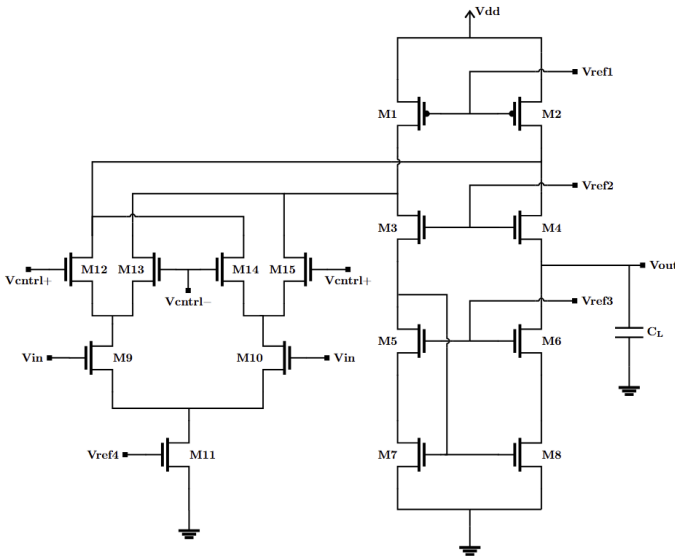 Vdd
Vref1
M1 M2
Vref2
M3 M4
M12 M13 M14 M15
Vcntrl+ Vcntrl− Vcntrl+
Vout
Vref3
CL
M5 M6
Vin M9 M10 Vin
Vref4 M11
M7 M8